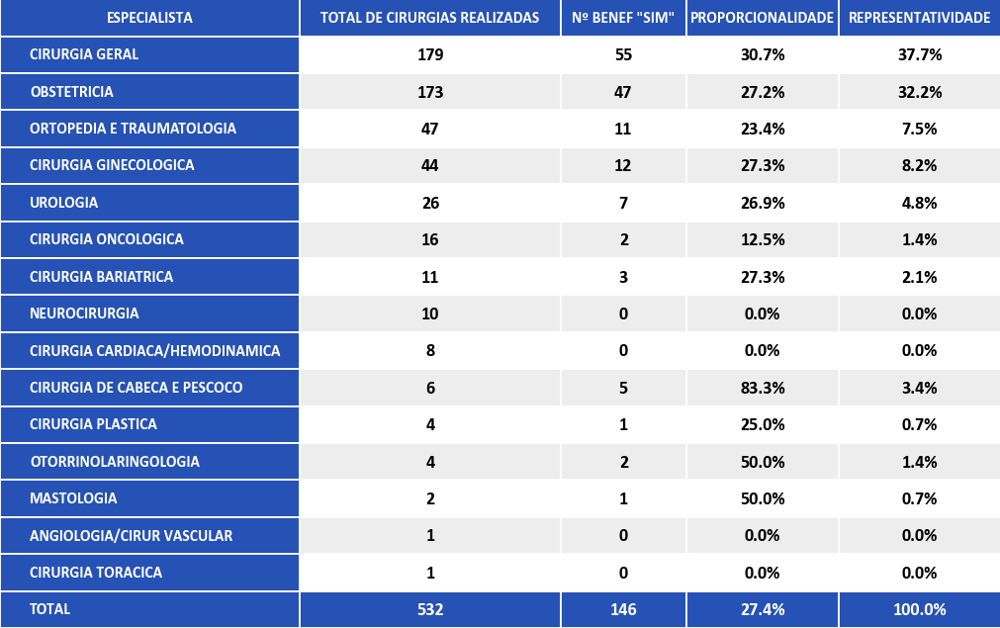 ESPECIALISTA TOTAL DE CIRURGIAS REALIZADAS Nº BENEF "SIM" PROPORCIONALIDADE REPRESENTATIVIDADE
CIRURGIA GERAL 179 55 30.7% 37.7%
OBSTETRICIA 173 47 27.2% 32.2%
ORTOPEDIA E TRAUMATOLOGIA 47 11 23.4% 7.5%
CIRURGIA GINECOLOGICA 44 12 27.3% 8.2%
UROLOGIA 26 7 26.9% 4.8%
CIRURGIA ONCOLOGICA 16 2 12.5% 1.4%
CIRURGIA BARIATRICA 11 3 27.3% 2.1%
NEUROCIRURGIA 10 0 0.0% 0.0%
CIRURGIA CARDIACA/HEMODINAMICA 8 0 0.0% 0.0%
CIRURGIA DE CABECA E PESCOCO 6 5 83.3% 3.4%
CIRURGIA PLASTICA 4 1 25.0% 0.7%
OTORRINOLARINGOLOGIA 4 2 50.0% 1.4%
MASTOLOGIA 2 1 50.0% 0.7%
ANGIOLOGIA/CIRUR VASCULAR 1 0 0.0% 0.0%
CIRURGIA TORACICA 1 0 0.0% 0.0%
TOTAL 532 146 27.4% 100.0%